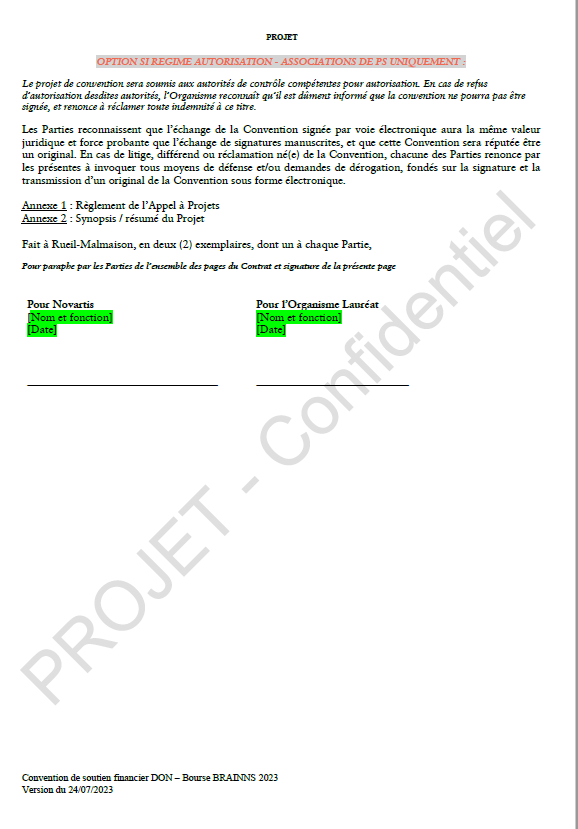 PROJET
OPTION SI REGIME AUTORISATION - ASSOCIATIONS DE PS UNIQUEMENT :
Le projet de convention sera soumis aux autorités de contrôle compétentes pour autorisation. En cas de refus
d'autorisation desdites autorités, l'Organisme reconnaît qu'il est dûment informé que la convention ne pourra pas être
signée, et renonce à réclamer toute indemnité à ce titre.
Les Parties reconnaissent que l'échange de la Convention signée par voie électronique aura la même valeur
juridique et force probante que l'échange de signatures manuscrites, et que cette Convention sera réputée être
un original. En cas de litige, différend ou réclamation né(e) de la Convention, chacune des Parties renonce par
les présentes à invoquer tous moyens de défense et/ou demandes de dérogation, fondés sur la signature et la
transmission d'un original de la Convention sous forme électronique.
Annexe 1 : Règlement de l'Appel à Projets
Annexe 2 : Synopsis / résumé du Projet
Fait à Rueil-Malmaison, en deux (2) exemplaires, dont un à chaque Partie,
Pour paraphe par les Parties de l'ensemble des pages du Contrat et signature de la présente page
Pour Novartis
[Nom et fonction]
[Date]
Pour l'Organisme Lauréat
[Nom et fonction]
[Date]
PROJET - Confidentiel
Convention de soutien financier DON – Bourse BRAINNS 2023
Version du 24/07/2023